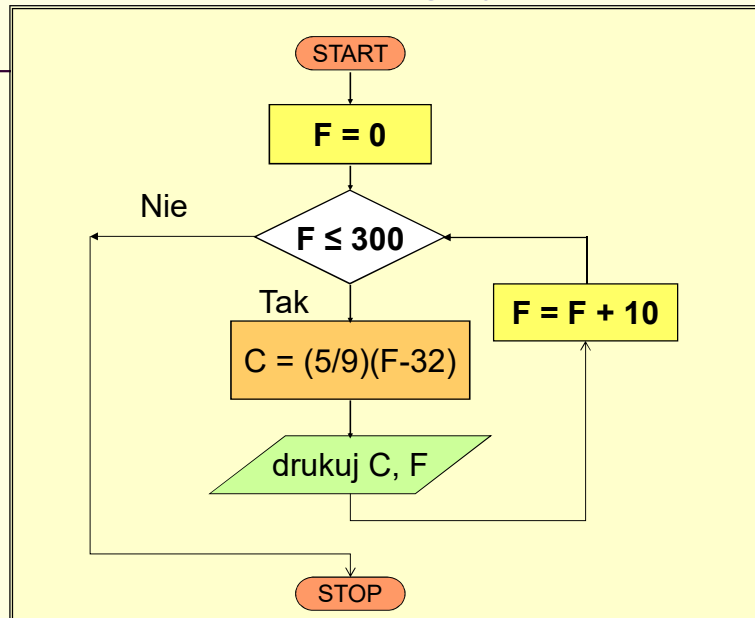 START
F = 0
Nie
F ≤ 300
Tak
F = F + 10
C = (5/9)(F-32)
drukuj C, F
STOP